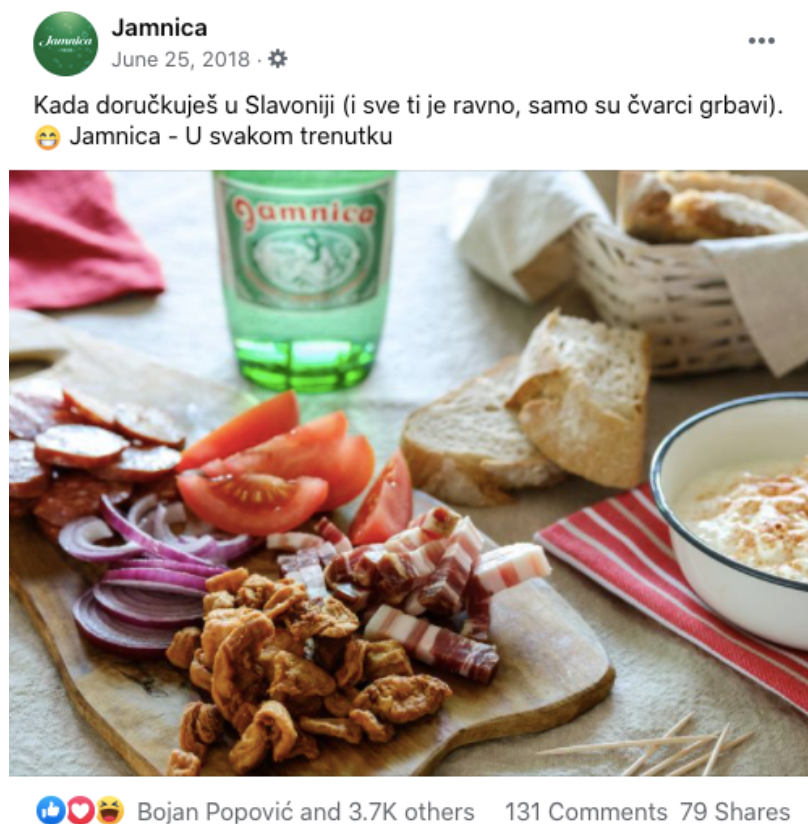 Jamnica
Jamnica
June 25, 2018 ·
Kada doručkuješ u Slavoniji (i sve ti je ravno, samo su čvarci grbavi).
😁 Jamnica - U svakom trenutku
Jamnica
Bojan Popović and 3.7K others 131 Comments 79 Shares